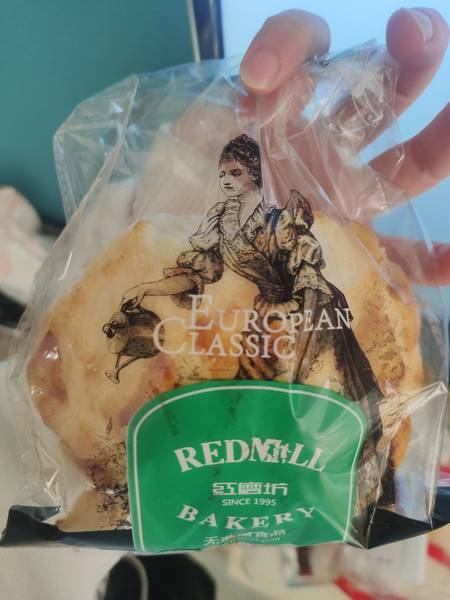 EUROPEAN
CLASSIC
REDMILL
红磨坊
SINCE 1995
BAKERY